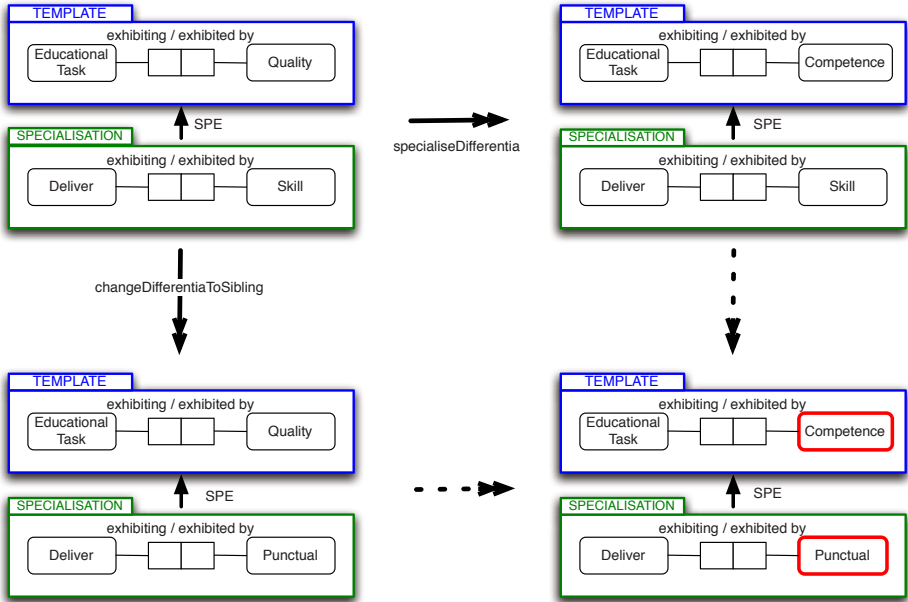 TEMPLATE
exhibiting / exhibited by
Educational
Task
Quality
SPE
SPECIALISATION
exhibiting / exhibited by
Deliver
Skill
specialiseDifferentia
TEMPLATE
exhibiting / exhibited by
Educational
Task
Competence
SPE
SPECIALISATION
exhibiting / exhibited by
Deliver
Skill
changeDifferentiaToSibling
TEMPLATE
exhibiting / exhibited by
Educational
Task
Quality
SPE
SPECIALISATION
exhibiting / exhibited by
Deliver
Punctual
TEMPLATE
exhibiting / exhibited by
Educational
Task
Competence
SPE
SPECIALISATION
exhibiting / exhibited by
Deliver
Punctual